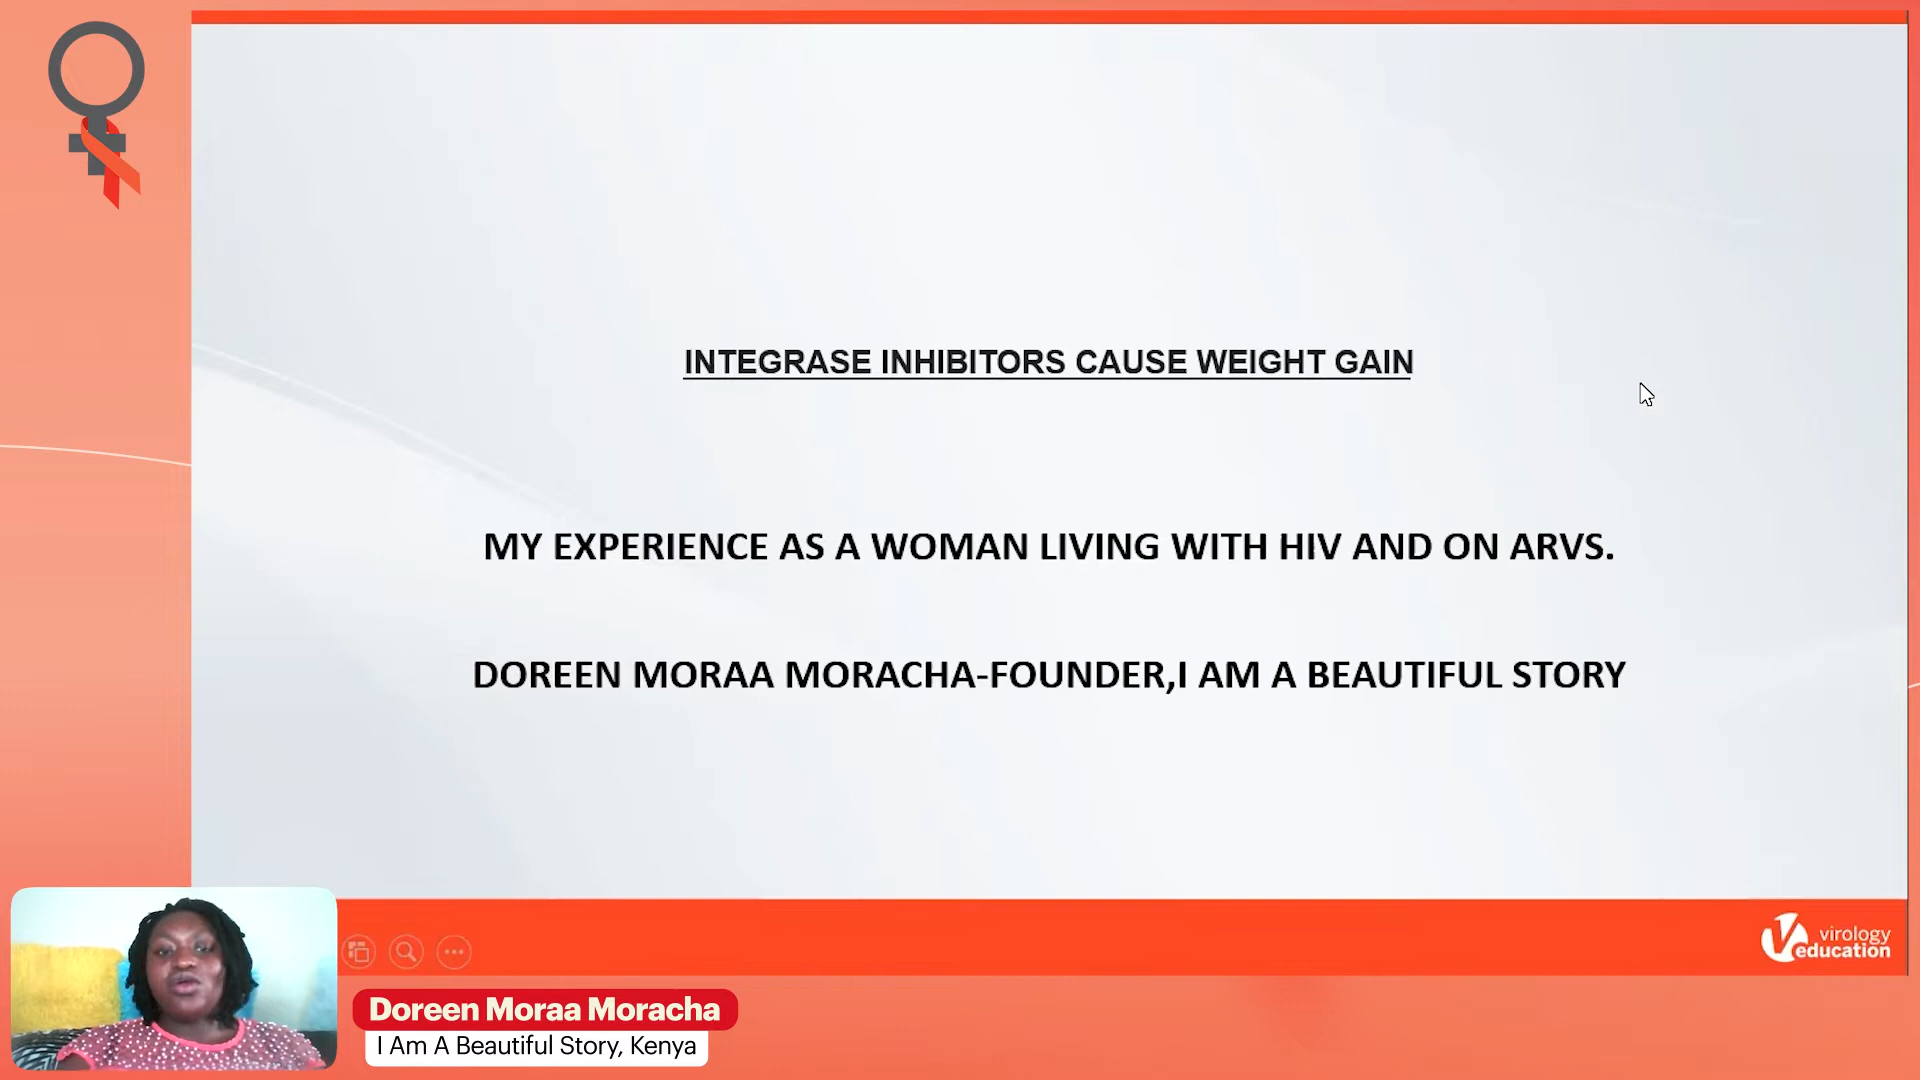 INTEGRASE INHIBITORS CAUSE WEIGHT GAIN
MY EXPERIENCE AS A WOMAN LIVING WITH HIV AND ON ARVS.
DOREEN MORAA MORACHA-FOUNDER,I AM A BEAUTIFUL STORY
virology
education
Doreen Moraa Moracha
I Am A Beautiful Story, Kenya